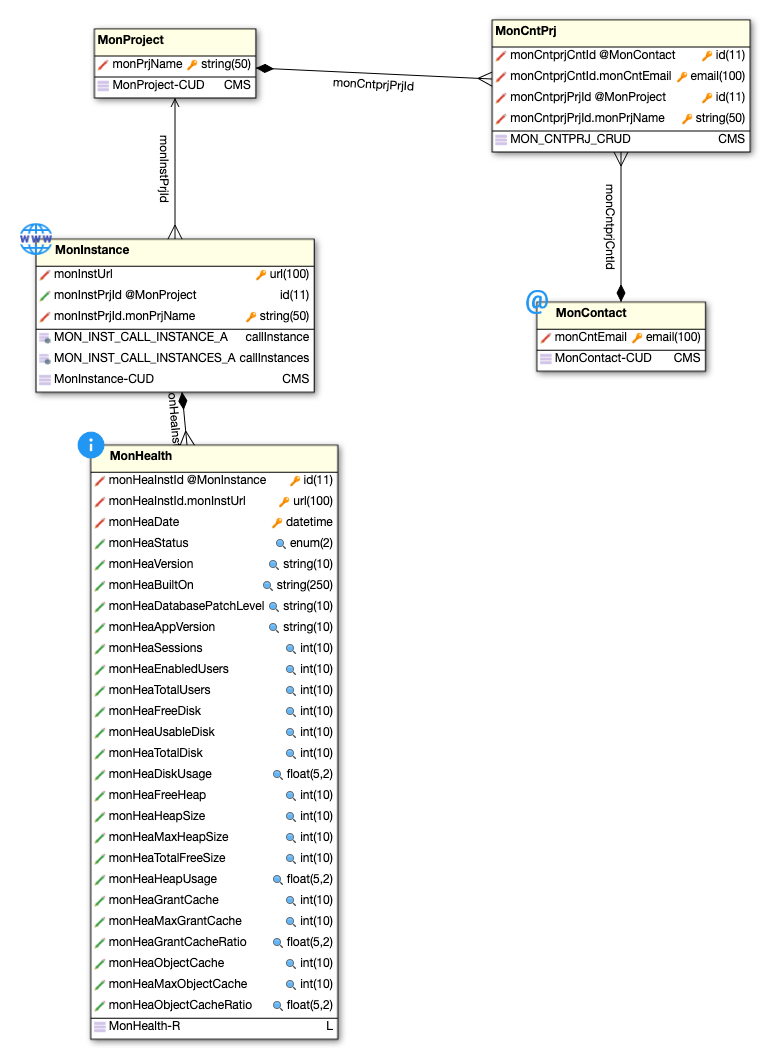 MonProject
monPrjName string(50)
MonProject-CUD CMS
monCntprjPrjId
MonCntPrj
monCntprjCntId @MonContact id(11)
monCntprjCntId.monCntEmail email(100)
monCntprjPrjId @MonProject id(11)
monCntprjPrjId.monPrjName string(50)
MON_CNTPRJ_CRUD CMS
monInstPrjId
monCntprjCntId
www
MonInstance
monInstUrl url(100)
monInstPrjId @MonProject id(11)
monInstPrjId.monPrjName string(50)
MON_INST_CALL_INSTANCE_A callInstance
MON_INST_CALL_INSTANCES_A callInstances
MonInstance-CUD CMS
@
MonContact
monCntEmail email(100)
MonContact-CUD CMS
i
MonHealth
monHeaInstId @MonInstance id(11)
monHeaInstId.monInstUrl url(100)
monHeaDate datetime
monHeaStatus enum(2)
monHeaVersion string(10)
monHeaBuiltOn string(250)
monHeaDatabasePatchLevel string(10)
monHeaAppVersion string(10)
monHeaSessions int(10)
monHeaEnabledUsers int(10)
monHeaTotalUsers int(10)
monHeaFreeDisk int(10)
monHeaUsableDisk int(10)
monHeaTotalDisk int(10)
monHeaDiskUsage float(5,2)
monHeaFreeHeap int(10)
monHeaHeapSize int(10)
monHeaMaxHeapSize int(10)
monHeaTotalFreeSize int(10)
monHeaHeapUsage float(5,2)
monHeaGrantCache int(10)
monHeaMaxGrantCache int(10)
monHeaGrantCacheRatio float(5,2)
monHeaObjectCache int(10)
monHeaMaxObjectCache int(10)
monHeaObjectCacheRatio float(5,2)
MonHealth-R L